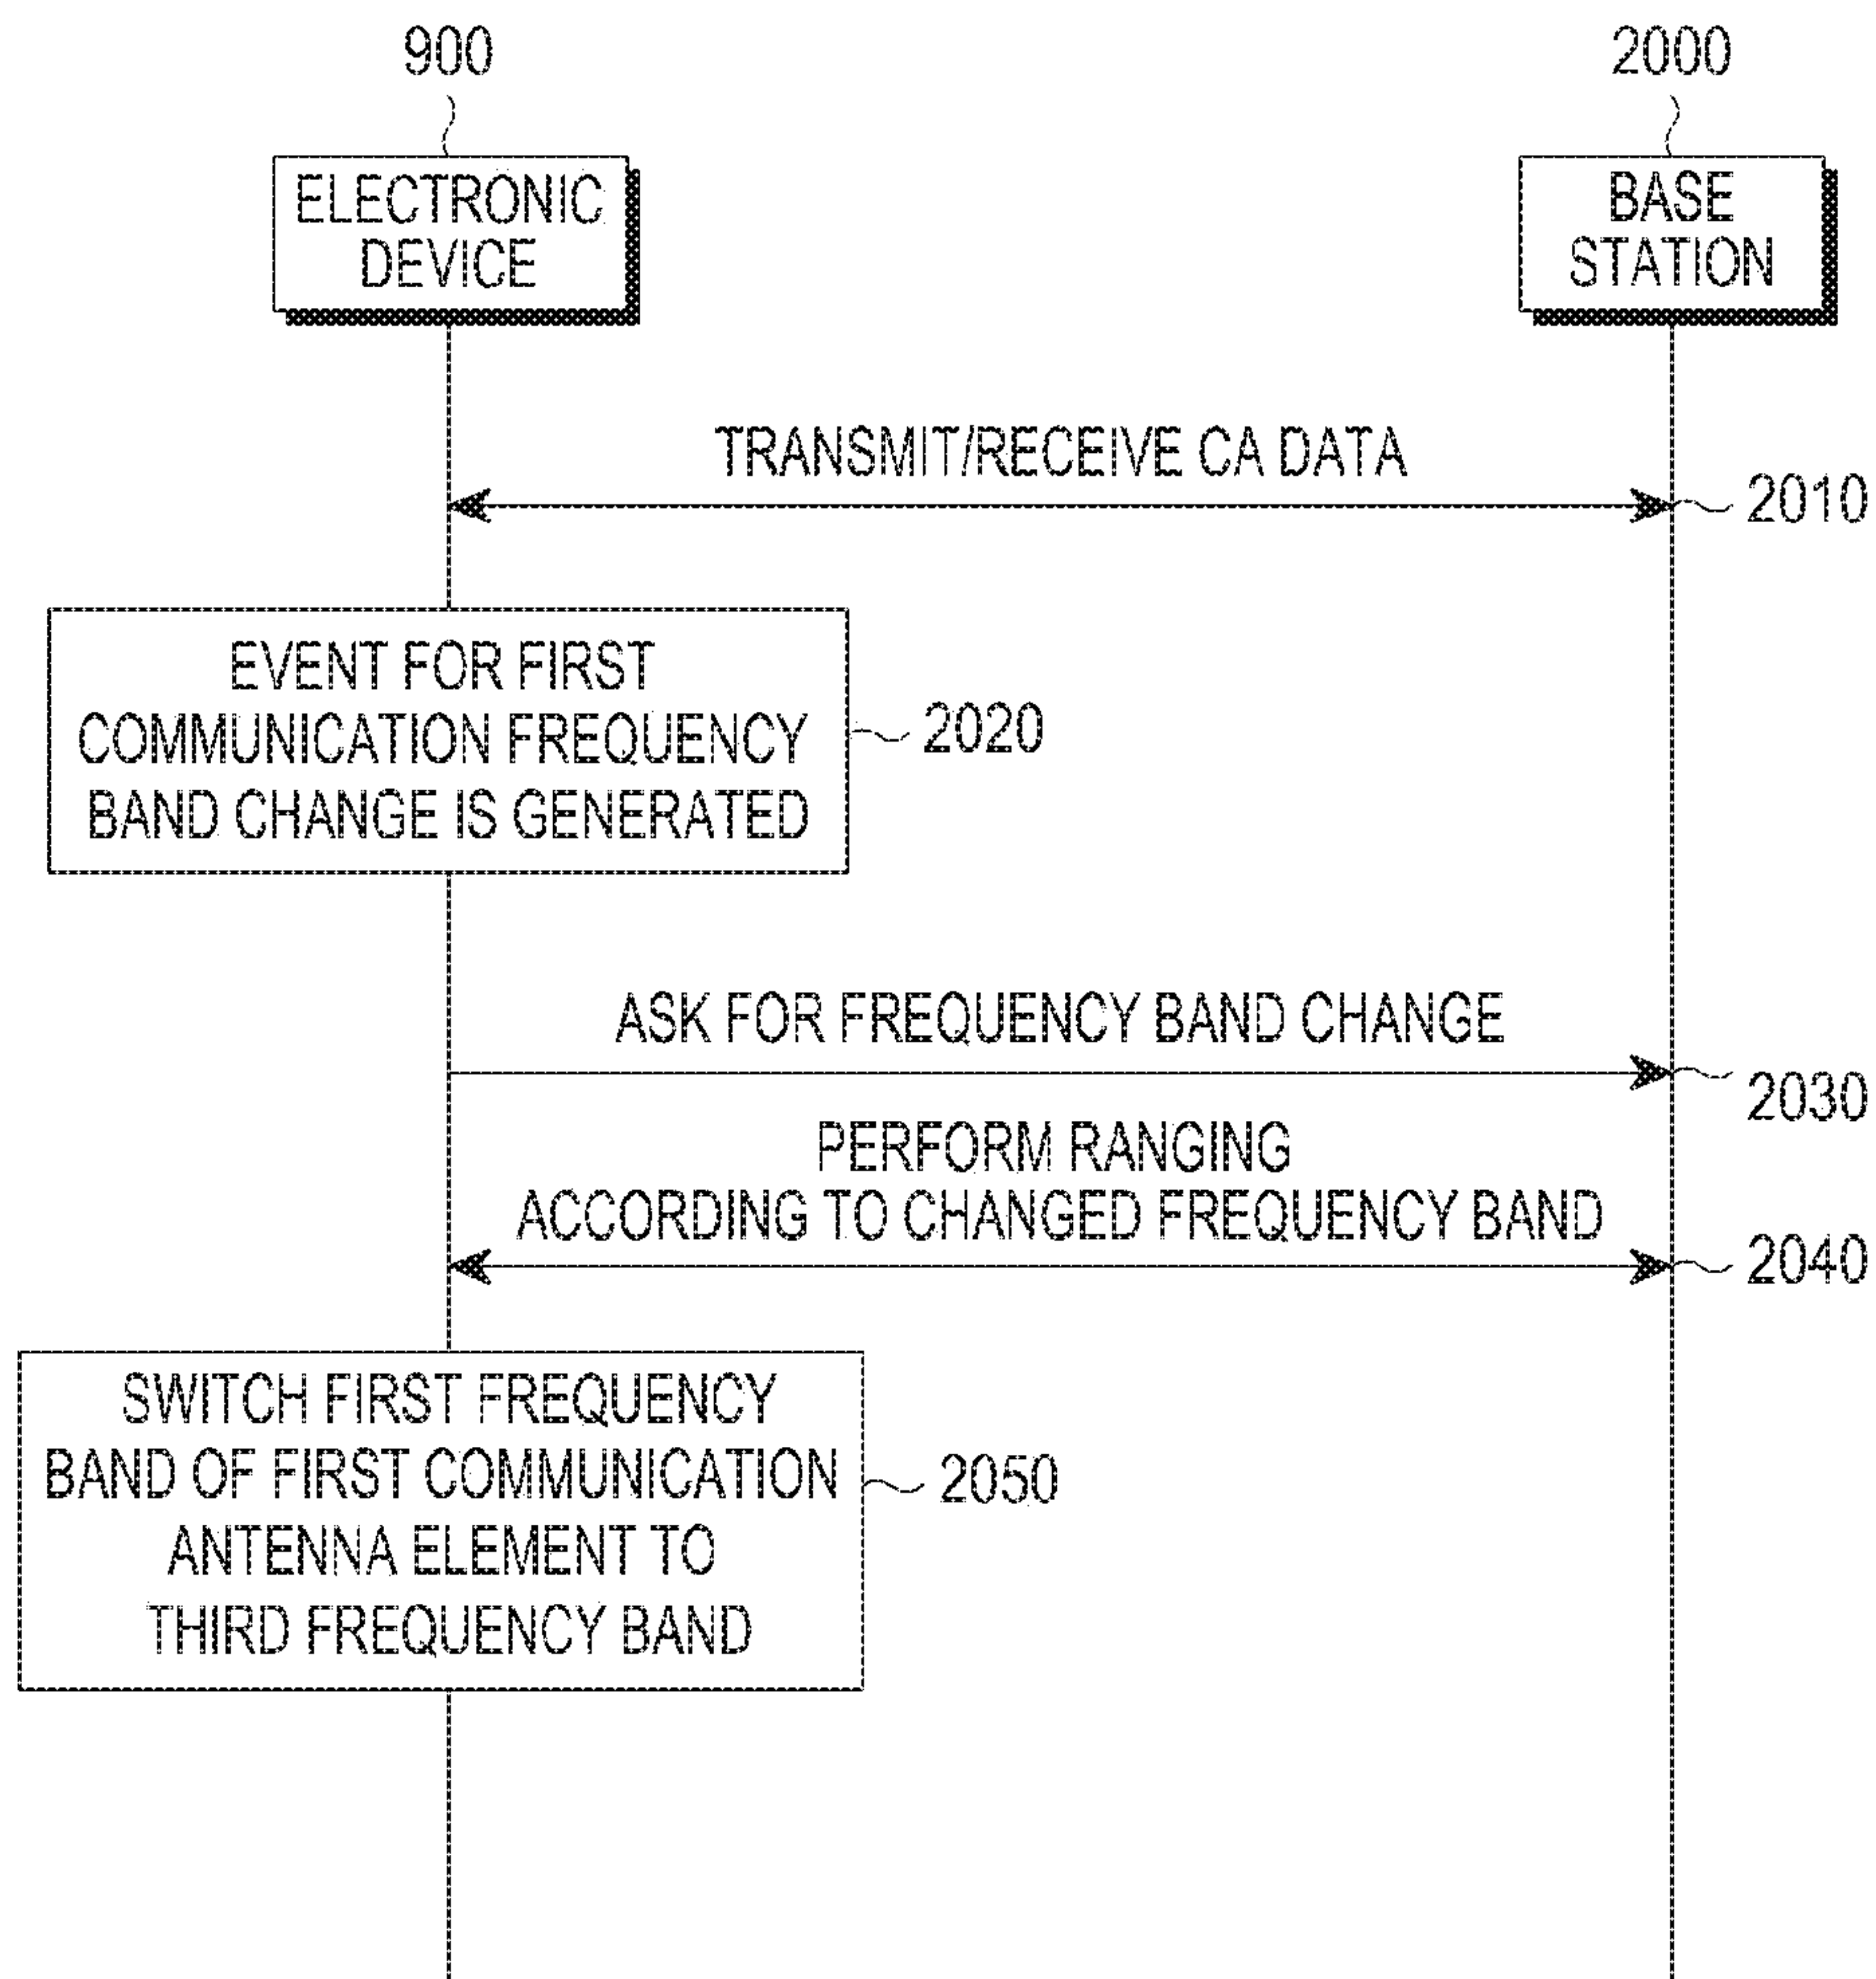 900
2000
ELECTRONIC
DEVICE
BASE
STATION
TRANSMIT/RECEIVE CA DATA
2010
EVENT FOR FIRST
COMMUNICATION FREQUENCY
BAND CHANGE IS GENERATED
2020
ASK FOR FREQUENCY BAND CHANGE
2030
PERFORM RANGING
ACCORDING TO CHANGED FREQUENCY BAND
2040
SWITCH FIRST FREQUENCY
BAND OF FIRST COMMUNICATION
ANTENNA ELEMENT TO
THIRD FREQUENCY BAND
2050